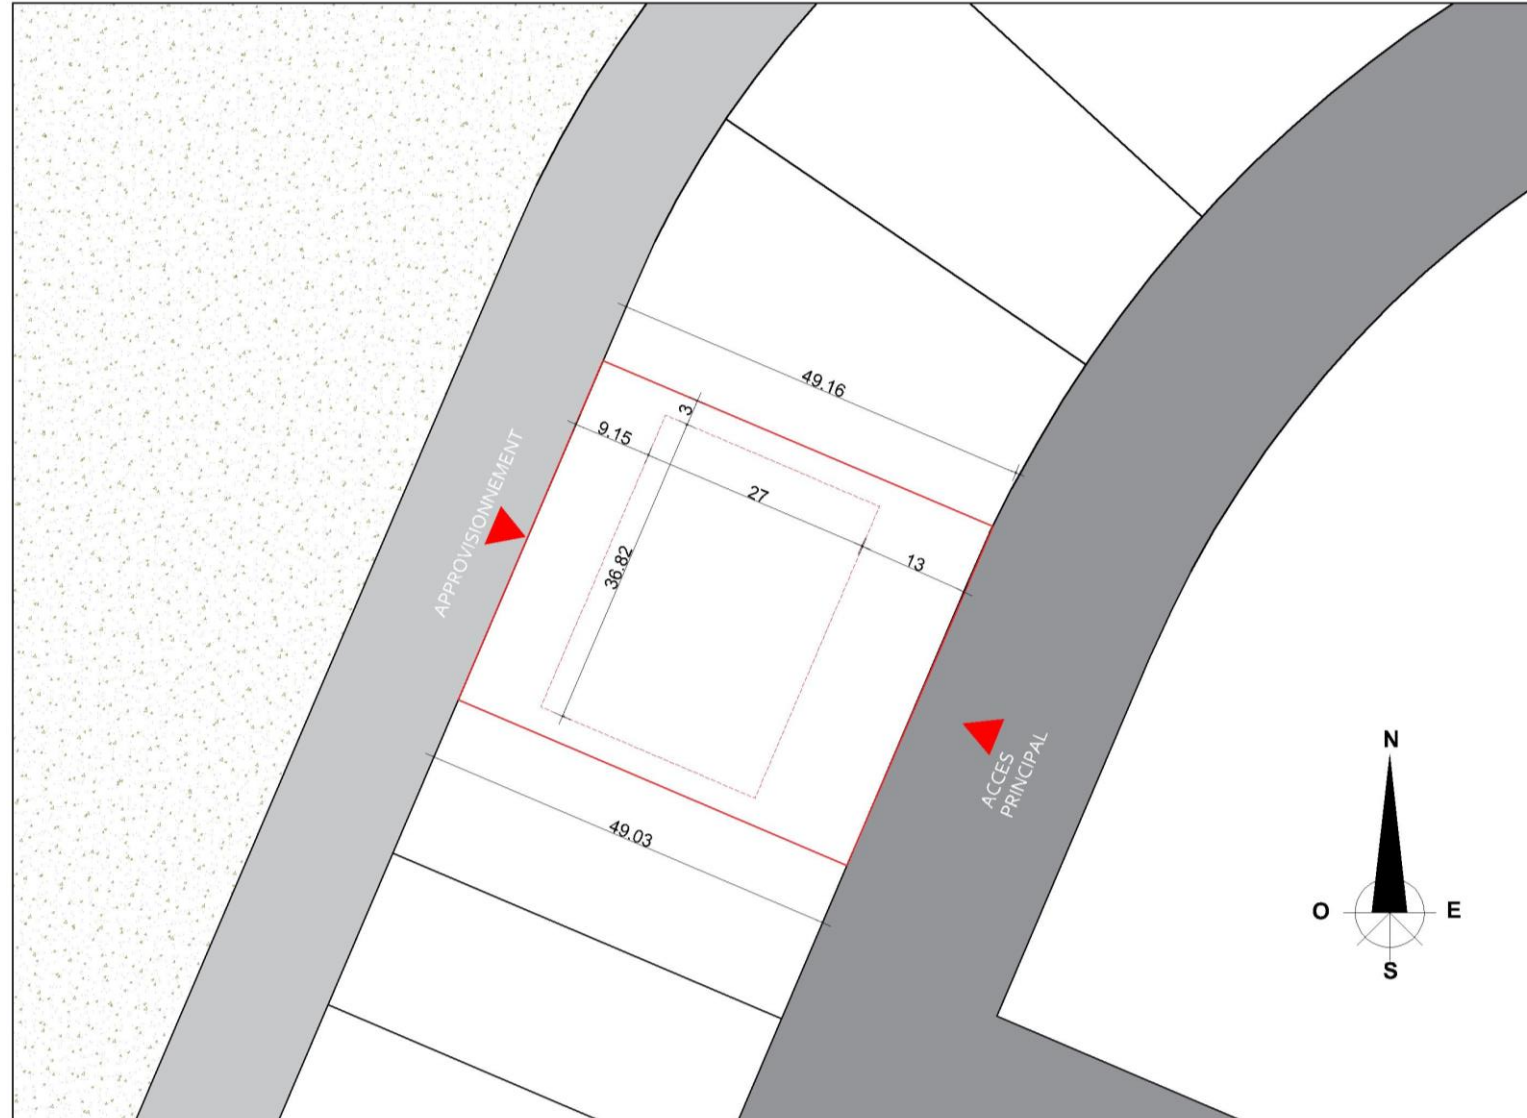 49.16
3
9.15
27
13
36.82
APPROVISIONNEMENT
ACCES
PRINCIPAL
49.03
N
O
E
S